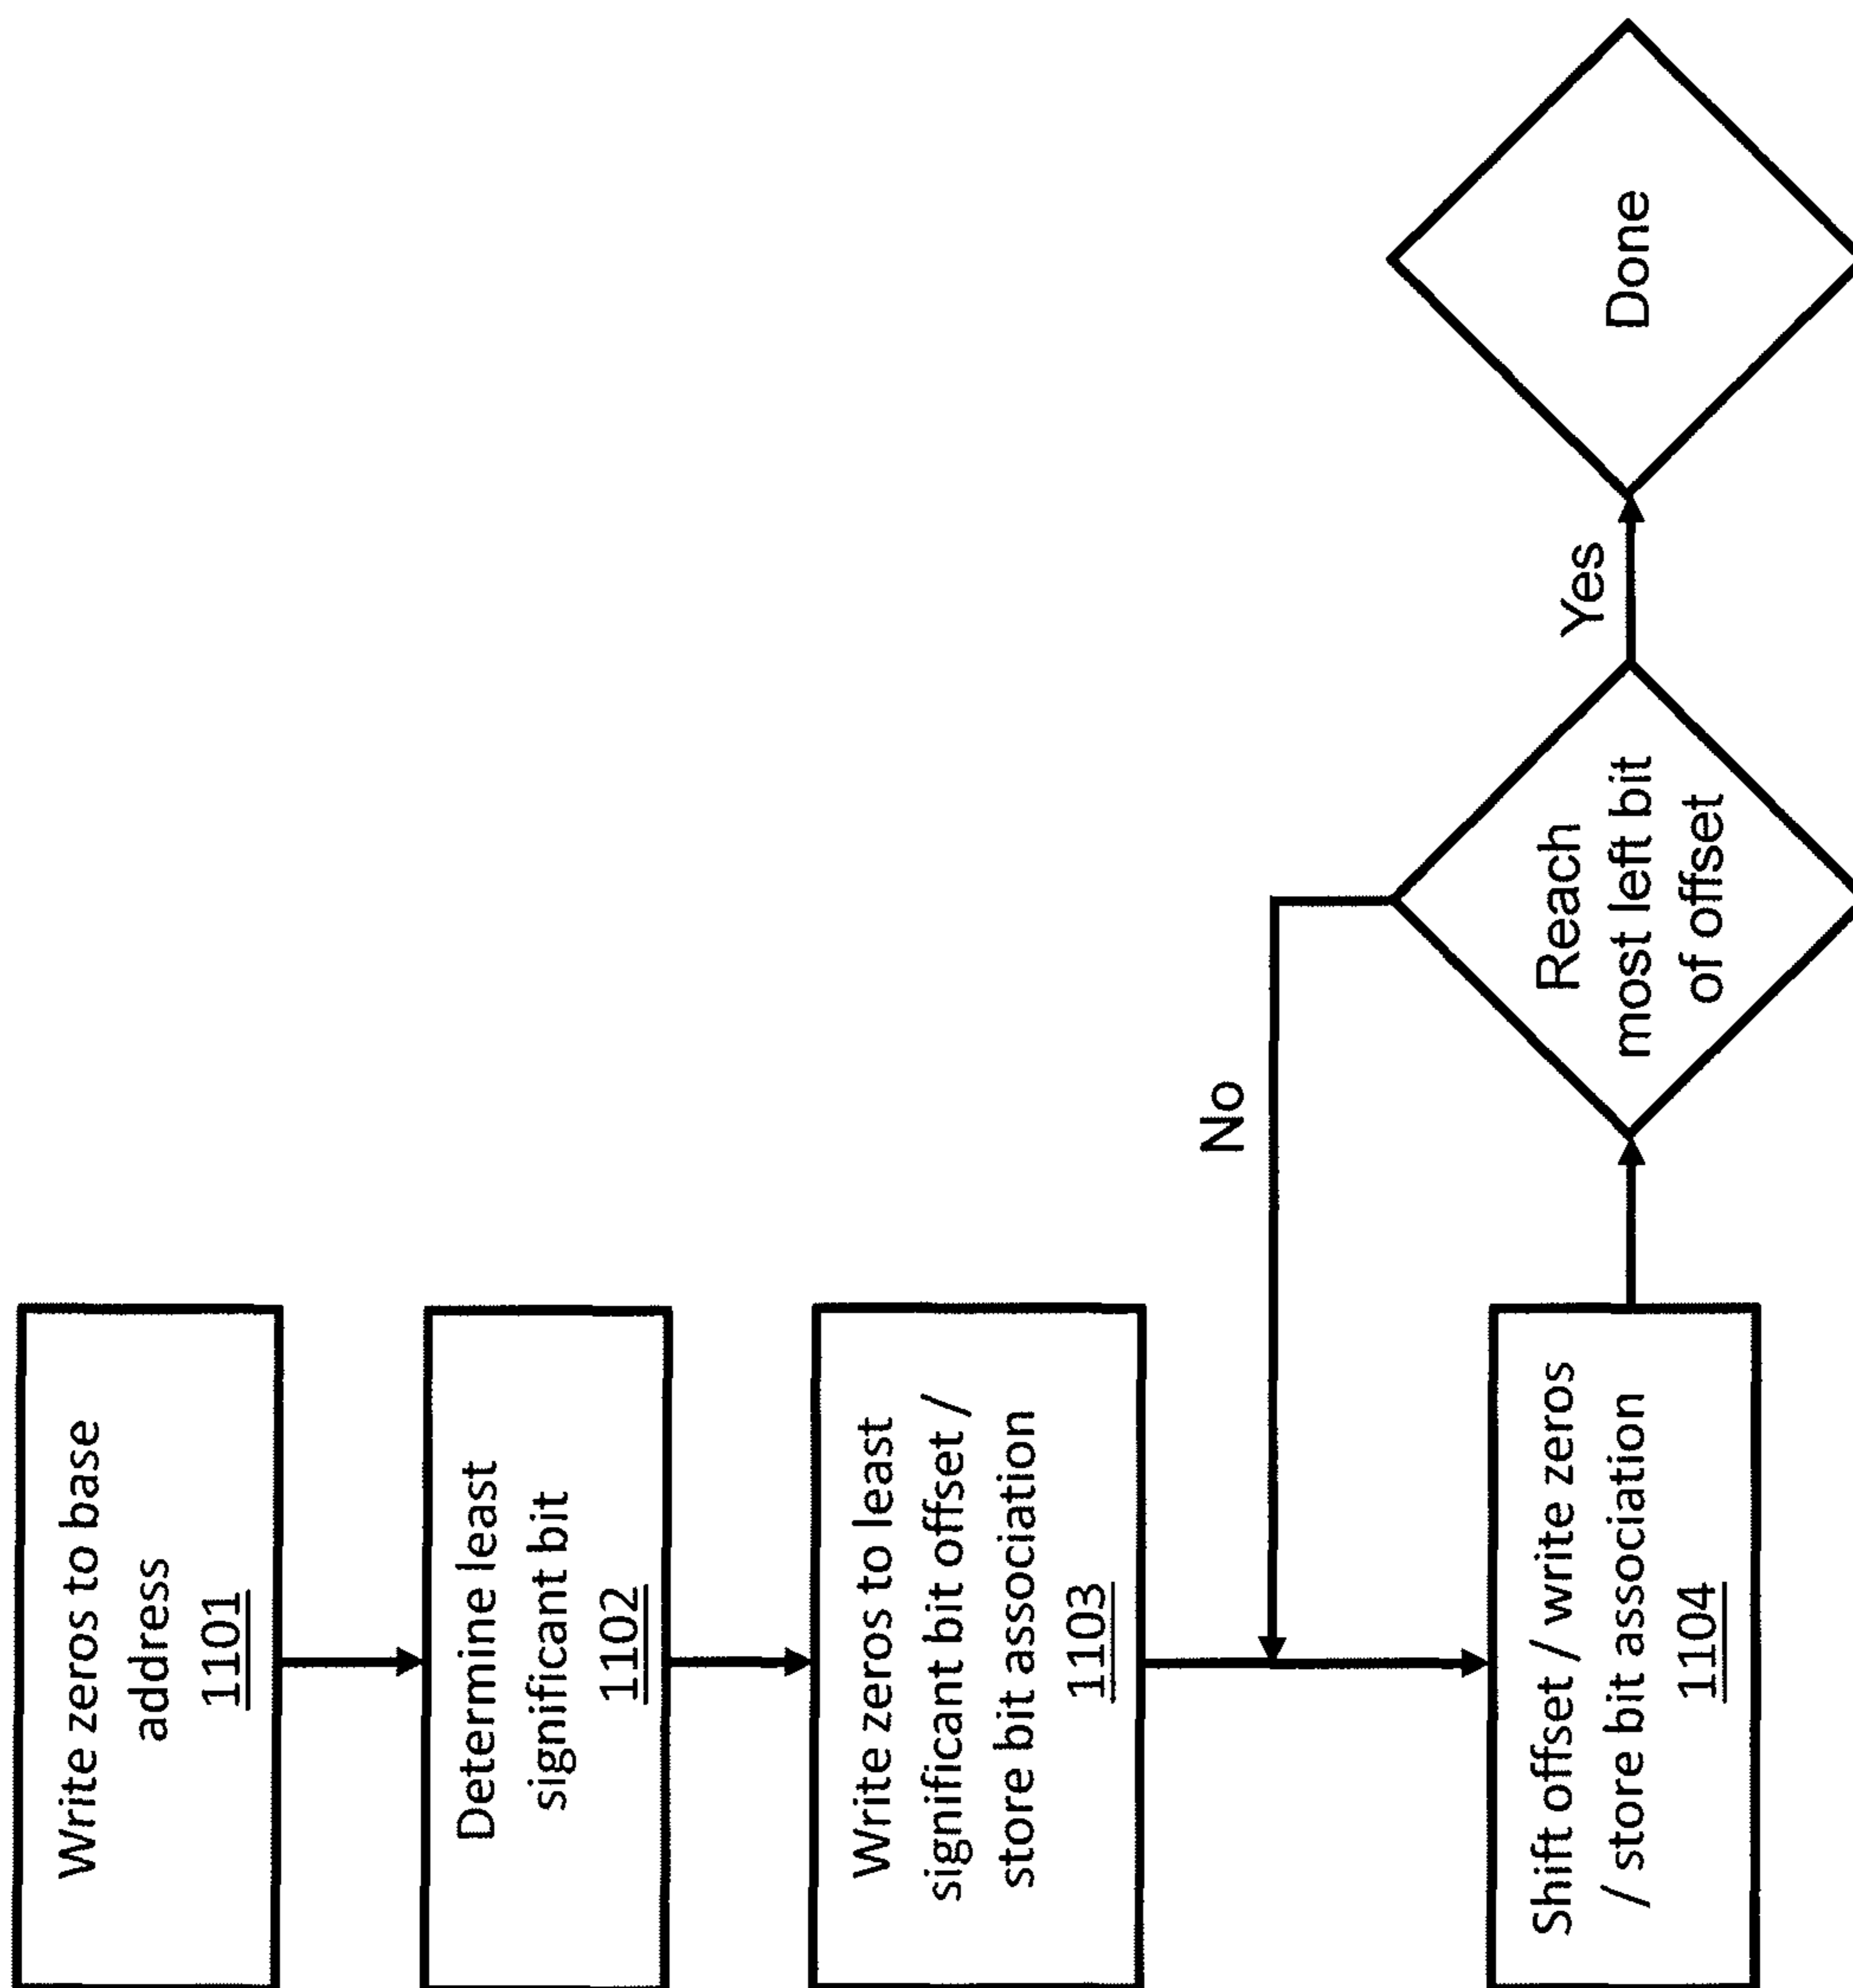 Write zeros to base
address
1101
Determine least
significant bit
1102
Write zeros to least
significant bit offset /
store bit association
1103
Shift offset / write zeros
/ store bit association
1104
No
Reach
most left bit
of offset
Yes
Done